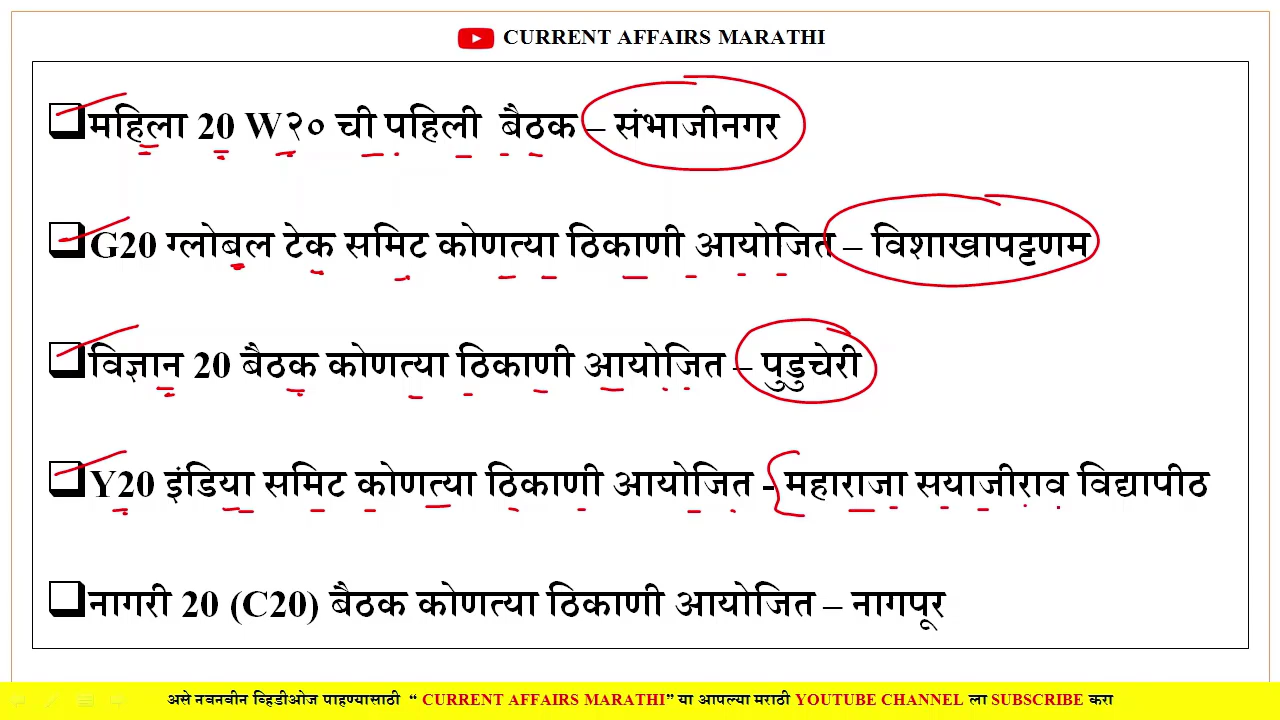 CURRENT AFFAIRS MARATHI
महिला 20 W२० ची पहिली बैठक – संभाजीनगर
G20 ग्लोबल टेक समिट कोणत्या ठिकाणी आयोजित – विशाखापट्टणम
विज्ञान 20 बैठक कोणत्या ठिकाणी आयोजित – पुडुचेरी
Y20 इंडिया समिट कोणत्या ठिकाणी आयोजित - महाराजा सयाजीराव विद्यापीठ
नागरी 20 (C20) बैठक कोणत्या ठिकाणी आयोजित – नागपूर
असे नवनवीन व्हिडीओज पाहण्यासाठी “ CURRENT AFFAIRS MARATHI” या आपल्या मराठी YOUTUBE CHANNEL ला SUBSCRIBE करा